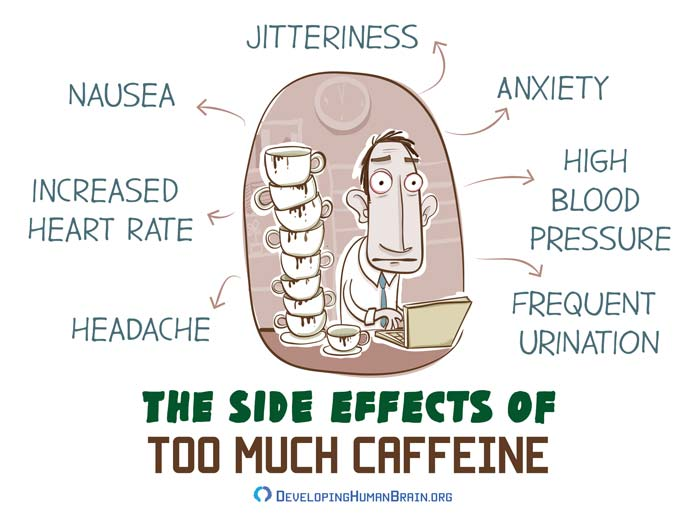 JITTERINESS
NAUSEA
ANXIETY
INCREASED
HEART RATE
HIGH
BLOOD
PRESSURE
HEADACHE
FREQUENT
URINATION
THE SIDE EFFECTS OF
TOO MUCH CAFFEINE
DEVELOPINGHUMANBRAIN.ORG